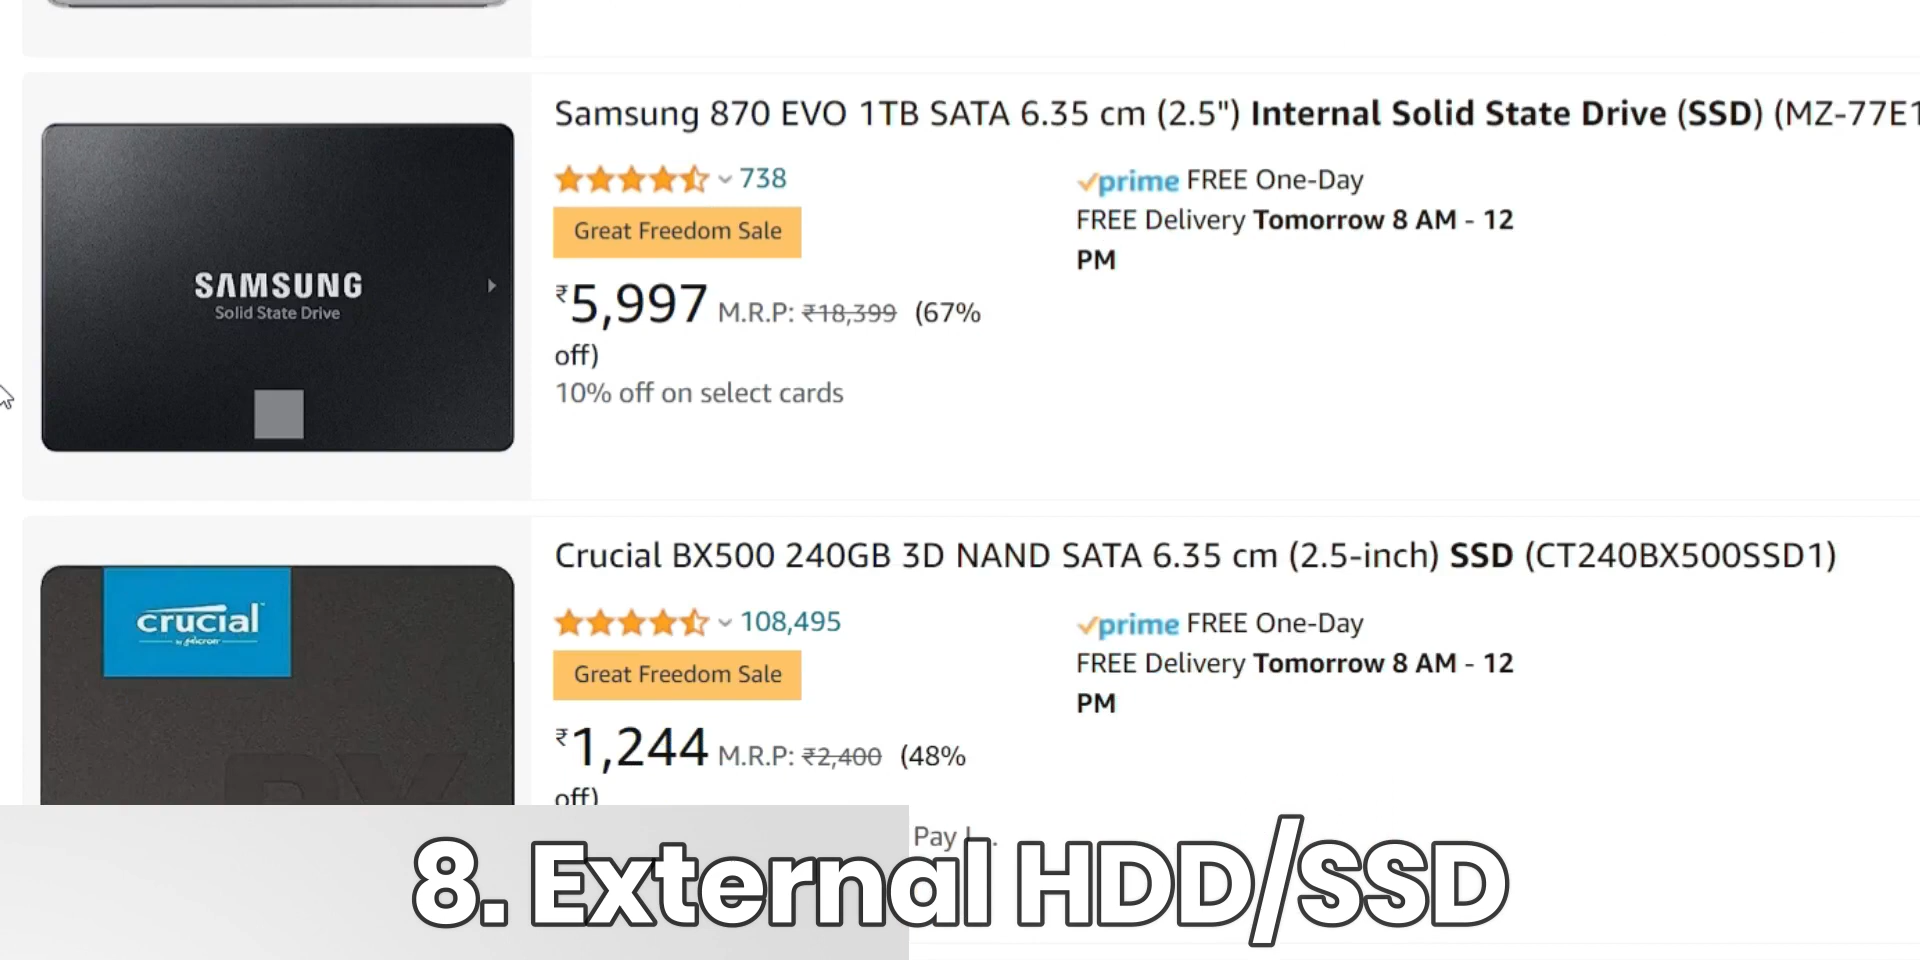 Samsung 870 EVO 1TB SATA 6.35 cm (2.5") Internal Solid State Drive (SSD) (MZ-77E1
738
prime FREE One-Day
Great Freedom Sale
FREE Delivery Tomorrow 8 AM - 12
PM
₹5,997 M.R.P: ₹18,399 (67%
off)
10% off on select cards
SAMSUNG
Solid State Drive
Crucial BX500 240GB 3D NAND SATA 6.35 cm (2.5-inch) SSD (CT240BX500SSD1)
108,495
prime FREE One-Day
Great Freedom Sale
FREE Delivery Tomorrow 8 AM - 12
PM
₹1,244 M.R.P: ₹2,400 (48%
off)
crucial
by Micron
Pay
8. External HDD/SSD